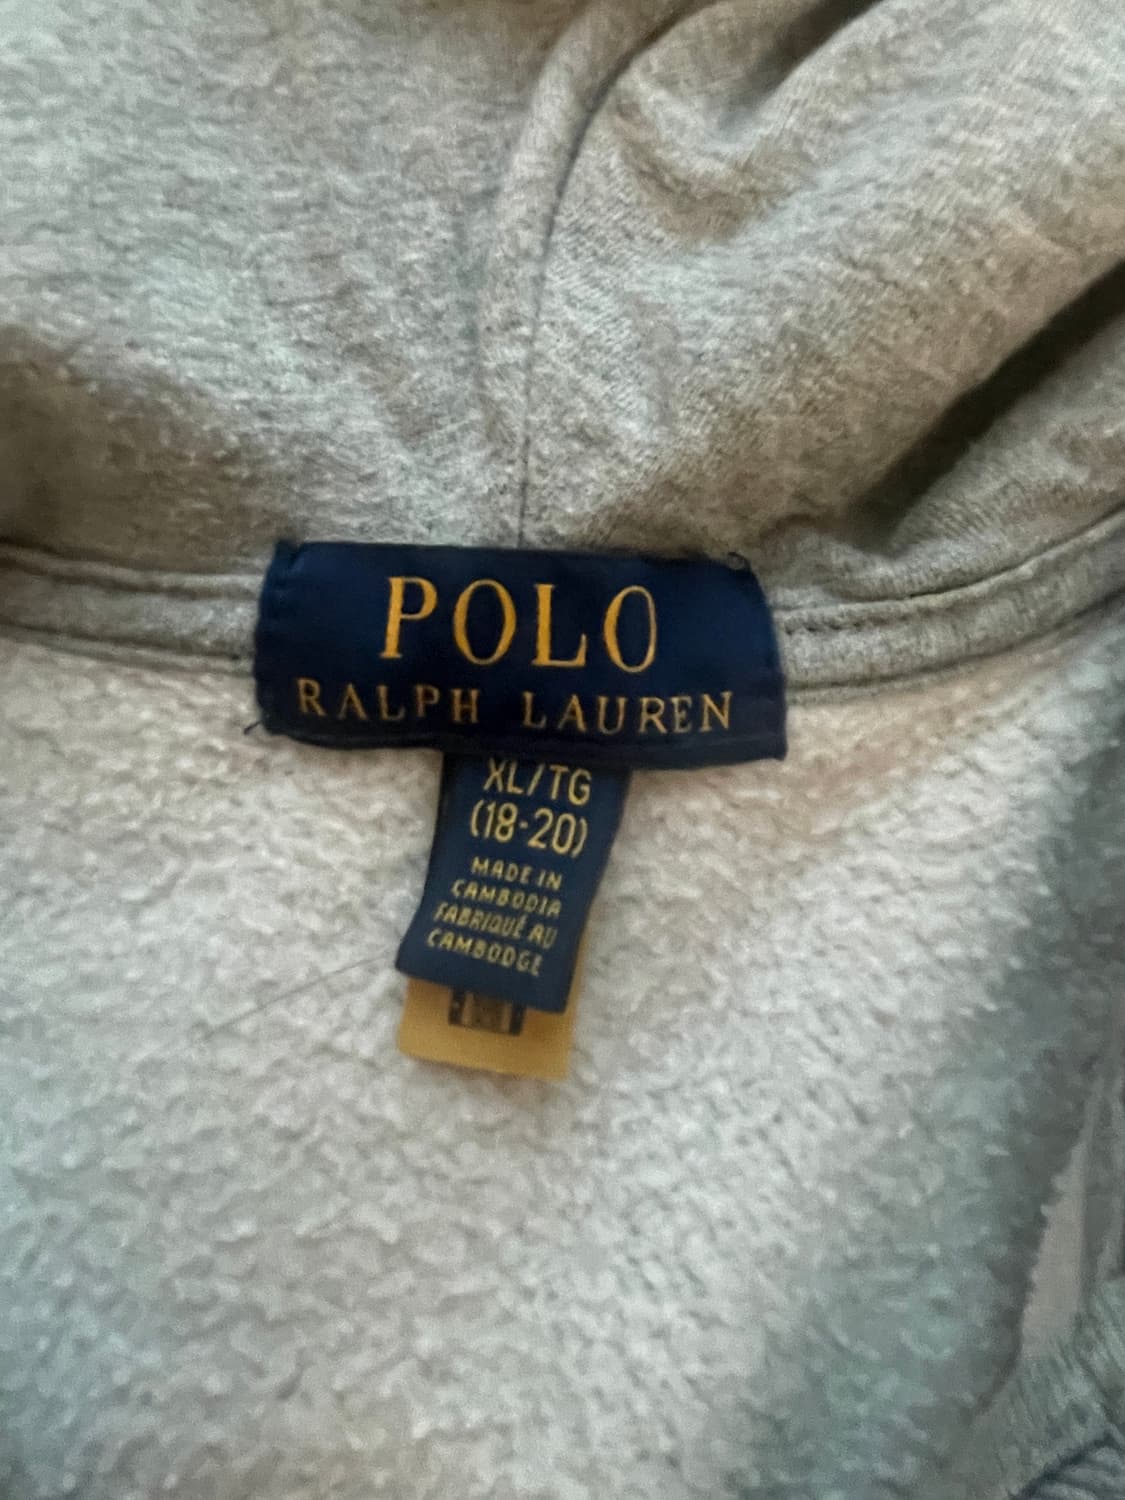 POLO
RALPH LAUREN
XL/TG
(18-20)
MADE IN
CAMBODIA
FABRIQUÉ AU
CAMBODGE